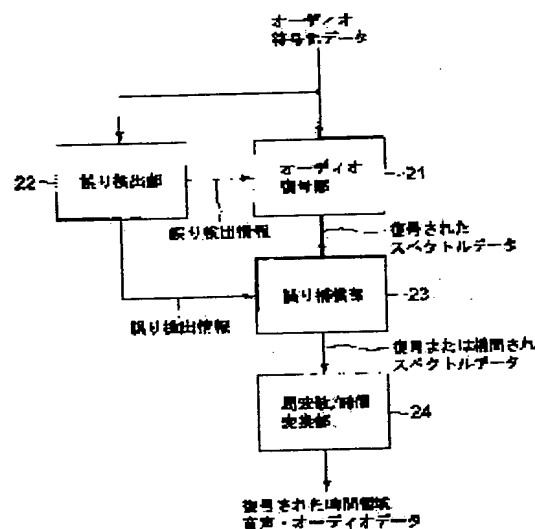 オーディオ
符号化データ
22
誤り検出部
オーディオ
復号部
21
誤り検出情報
復号された
スペクトルデータ
誤り補償部
23
誤り検出情報
復号または補間され
スペクトルデータ
周波数/時間
変換部
24
復号された時間領域
音声・オーディオデータ